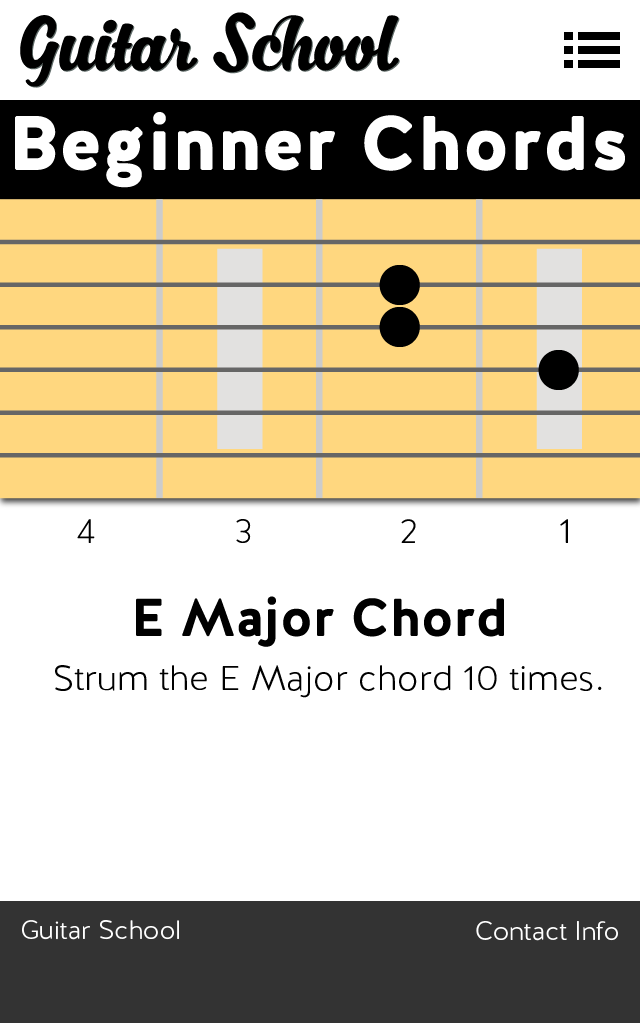 Guitar School
Beginner Chords
4 3 2 1
E Major Chord
Strum the E Major chord 10 times.
Guitar School Contact Info